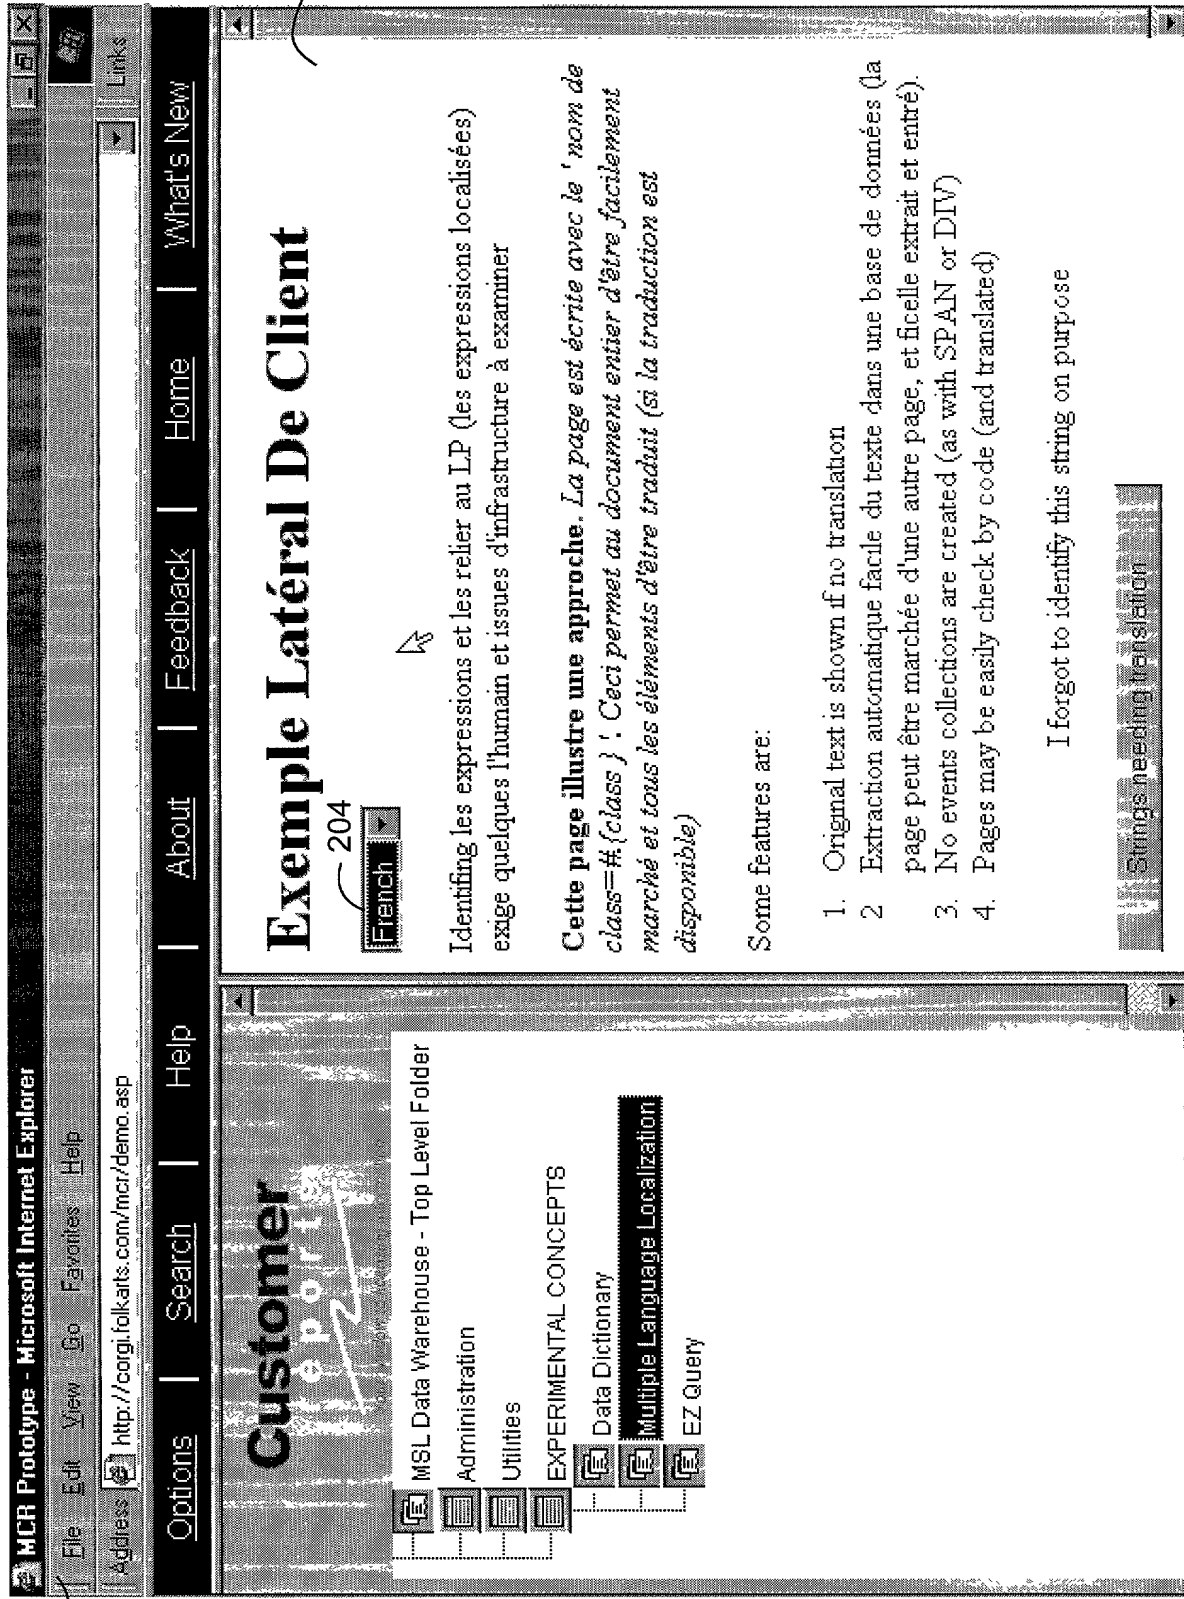 MCR Prototype - Microsoft Internet Explorer
File Edit View Go Favorites Help
Address http://corgi.folkarts.com/mcr/demo.asp Links
Options | Search | Help | About | Feedback | Home | What's New
Customer
eports
MSL Data Warehouse - Top Level Folder
Administration
Utilities
EXPERIMENTAL CONCEPTS
Data Dictionary
Multiple Language Localization
EZ Query
Exemple Latéral De Client
204
French
Identifing les expressions et les relier au LP (les expressions localisées)
exige quelques l'humain et issues d'infrastructure à examiner
Cette page illustre une approche. La page est écrite avec le ' nom de
class=#.{class } '. Ceci permet au document entier d'être facilement
marché et tous les éléments d'être traduit (si la traduction est
disponible)
Some features are:
1. Orignal text is shown if no translation
2 Extraction automatique facile du texte dans une base de données (la
page peut être marchée d'une autre page, et ficelle extrait et entré).
3. No events collections are created (as with SPAN or DIV)
4. Pages may be easily check by code (and translated)
I forgot to identify this string on purpose
Strings needing translation